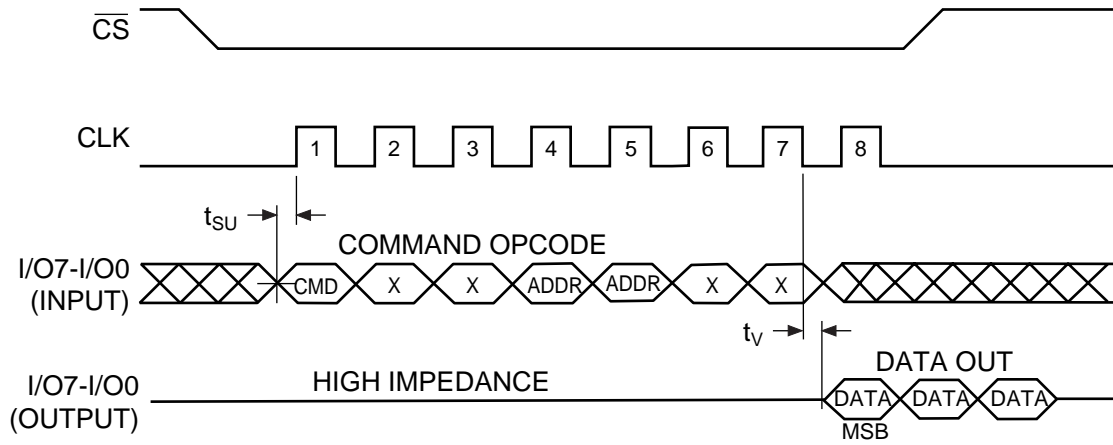 CS
CLK
1 2 3 4 5 6 7 8
tSU
COMMAND OPCODE
I/O7-I/O0
(INPUT)
CMD X X ADDR ADDR X X
tV
DATA OUT
HIGH IMPEDANCE
I/O7-I/O0
(OUTPUT)
DATA DATA DATA
MSB